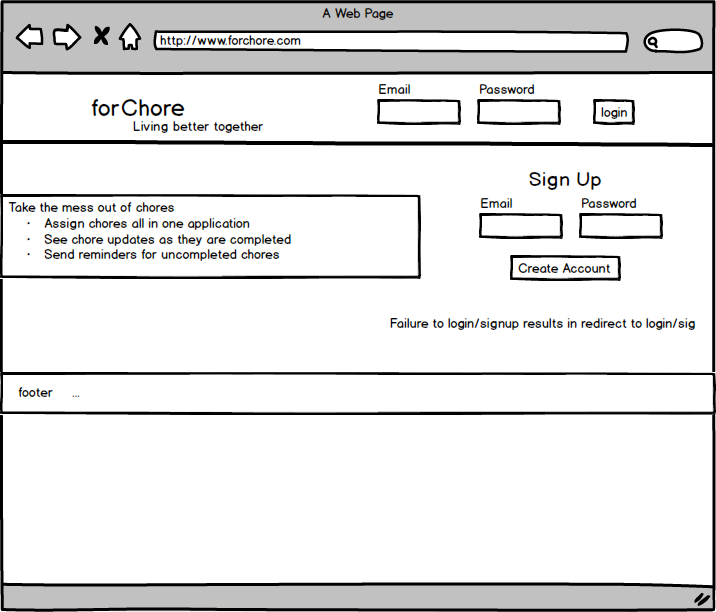 A Web Page
http://www.forchore.com
Email Password
forChore
login
Living better together
Sign Up
Take the mess out of chores
· Assign chores all in one application
· See chore updates as they are completed
· Send reminders for uncompleted chores
Email Password
Create Account
Failure to login/signup results in redirect to login/sig
footer ...